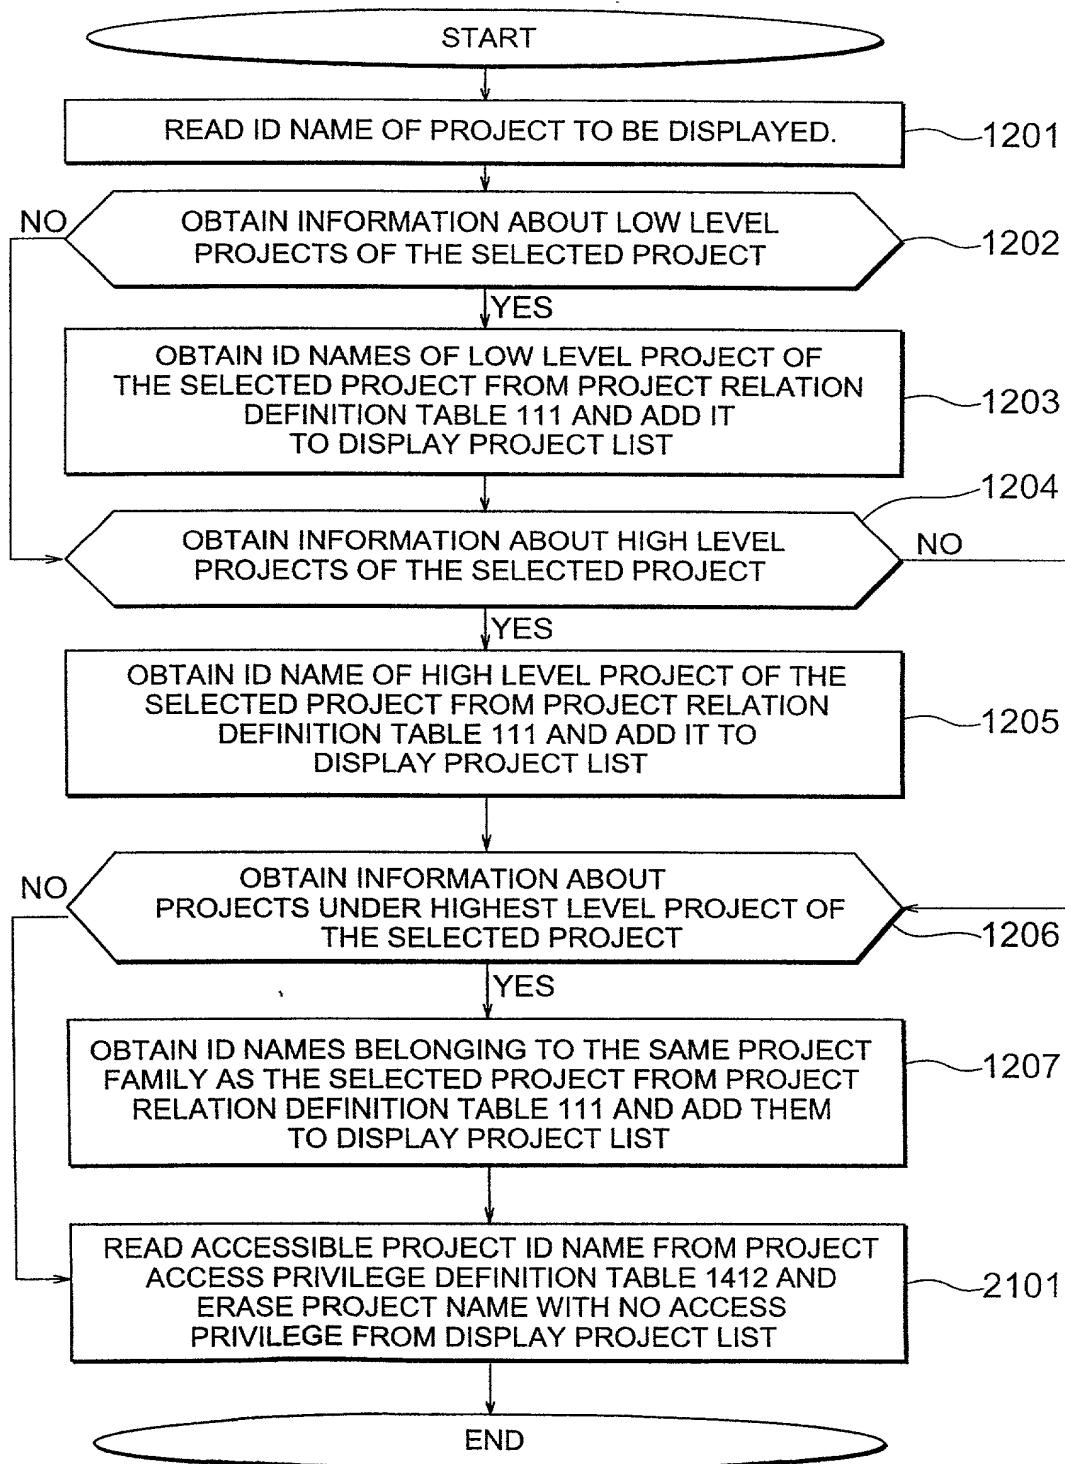 START
READ ID NAME OF PROJECT TO BE DISPLAYED.
1201
NO
OBTAIN INFORMATION ABOUT LOW LEVEL
PROJECTS OF THE SELECTED PROJECT
1202
YES
OBTAIN ID NAMES OF LOW LEVEL PROJECT OF
THE SELECTED PROJECT FROM PROJECT RELATION
DEFINITION TABLE 111 AND ADD IT
TO DISPLAY PROJECT LIST
1203
1204
OBTAIN INFORMATION ABOUT HIGH LEVEL
PROJECTS OF THE SELECTED PROJECT
NO
YES
OBTAIN ID NAME OF HIGH LEVEL PROJECT OF THE
SELECTED PROJECT FROM PROJECT RELATION
DEFINITION TABLE 111 AND ADD IT TO
DISPLAY PROJECT LIST
1205
NO
OBTAIN INFORMATION ABOUT
PROJECTS UNDER HIGHEST LEVEL PROJECT OF
THE SELECTED PROJECT
1206
YES
OBTAIN ID NAMES BELONGING TO THE SAME PROJECT
FAMILY AS THE SELECTED PROJECT FROM PROJECT
RELATION DEFINITION TABLE 111 AND ADD THEM
TO DISPLAY PROJECT LIST
1207
READ ACCESSIBLE PROJECT ID NAME FROM PROJECT
ACCESS PRIVILEGE DEFINITION TABLE 1412 AND
ERASE PROJECT NAME WITH NO ACCESS
PRIVILEGE FROM DISPLAY PROJECT LIST
2101
END